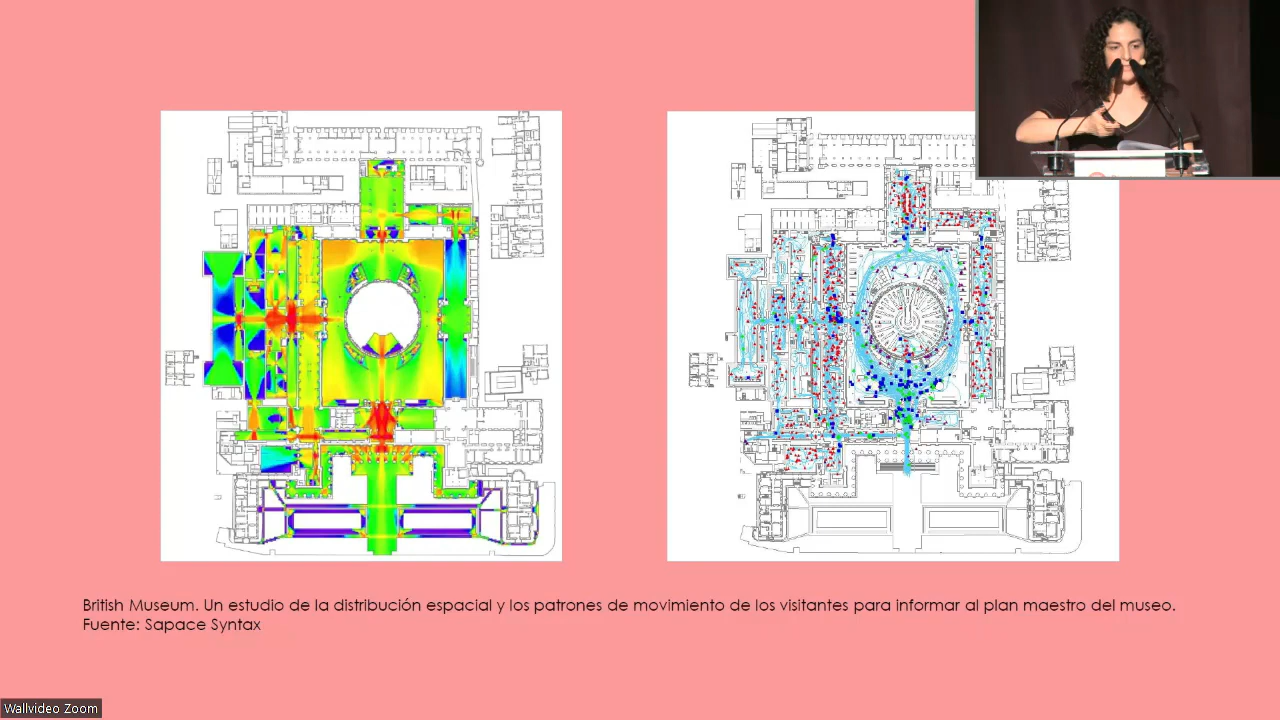 British Museum. Un estudio de la distribución espacial y los patrones de movimiento de los visitantes para informar al plan maestro del museo.
Fuente: Sapace Syntax
Wallvideo Zoom